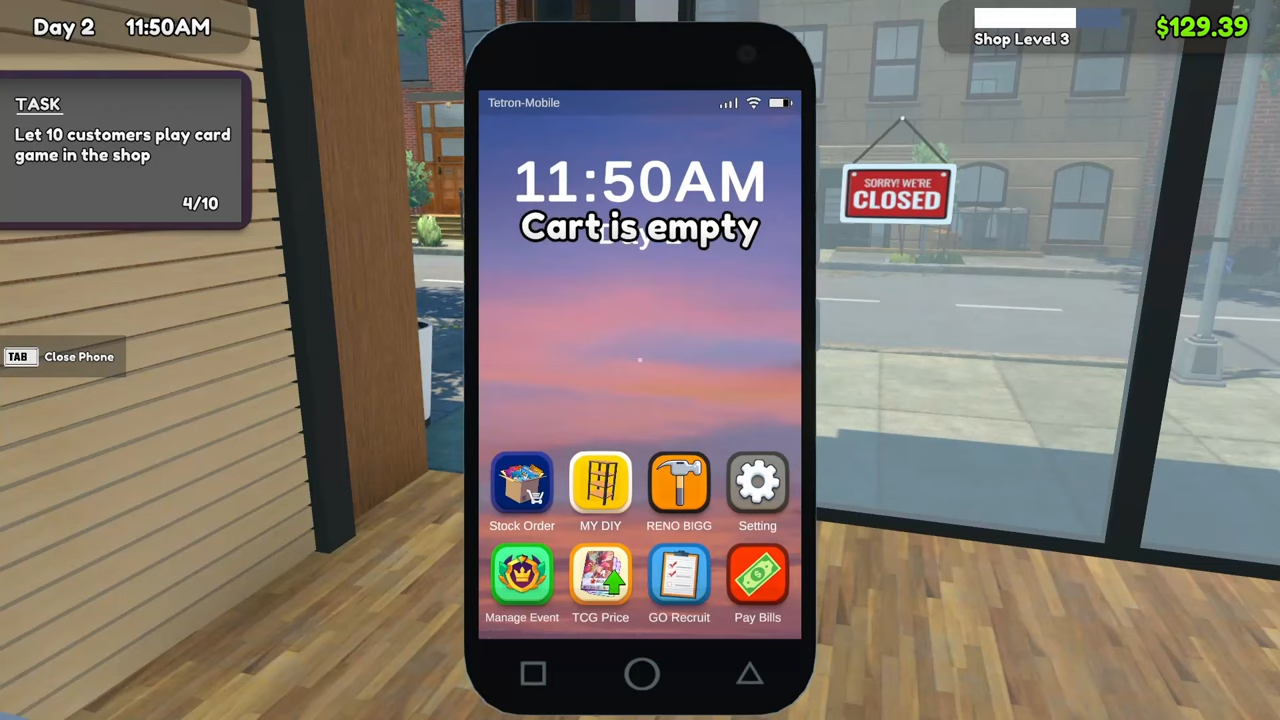 Day 2 11:50AM
Shop Level 3
$129.39
TASK
Let 10 customers play card
game in the shop
4/10
TAB Close Phone
Tetron-Mobile
11:50AM
Cart is empty
SORRY! WE'RE
CLOSED
Stock Order MY DIY RENO BIGG Setting
Manage Event TCG Price GO Recruit Pay Bills